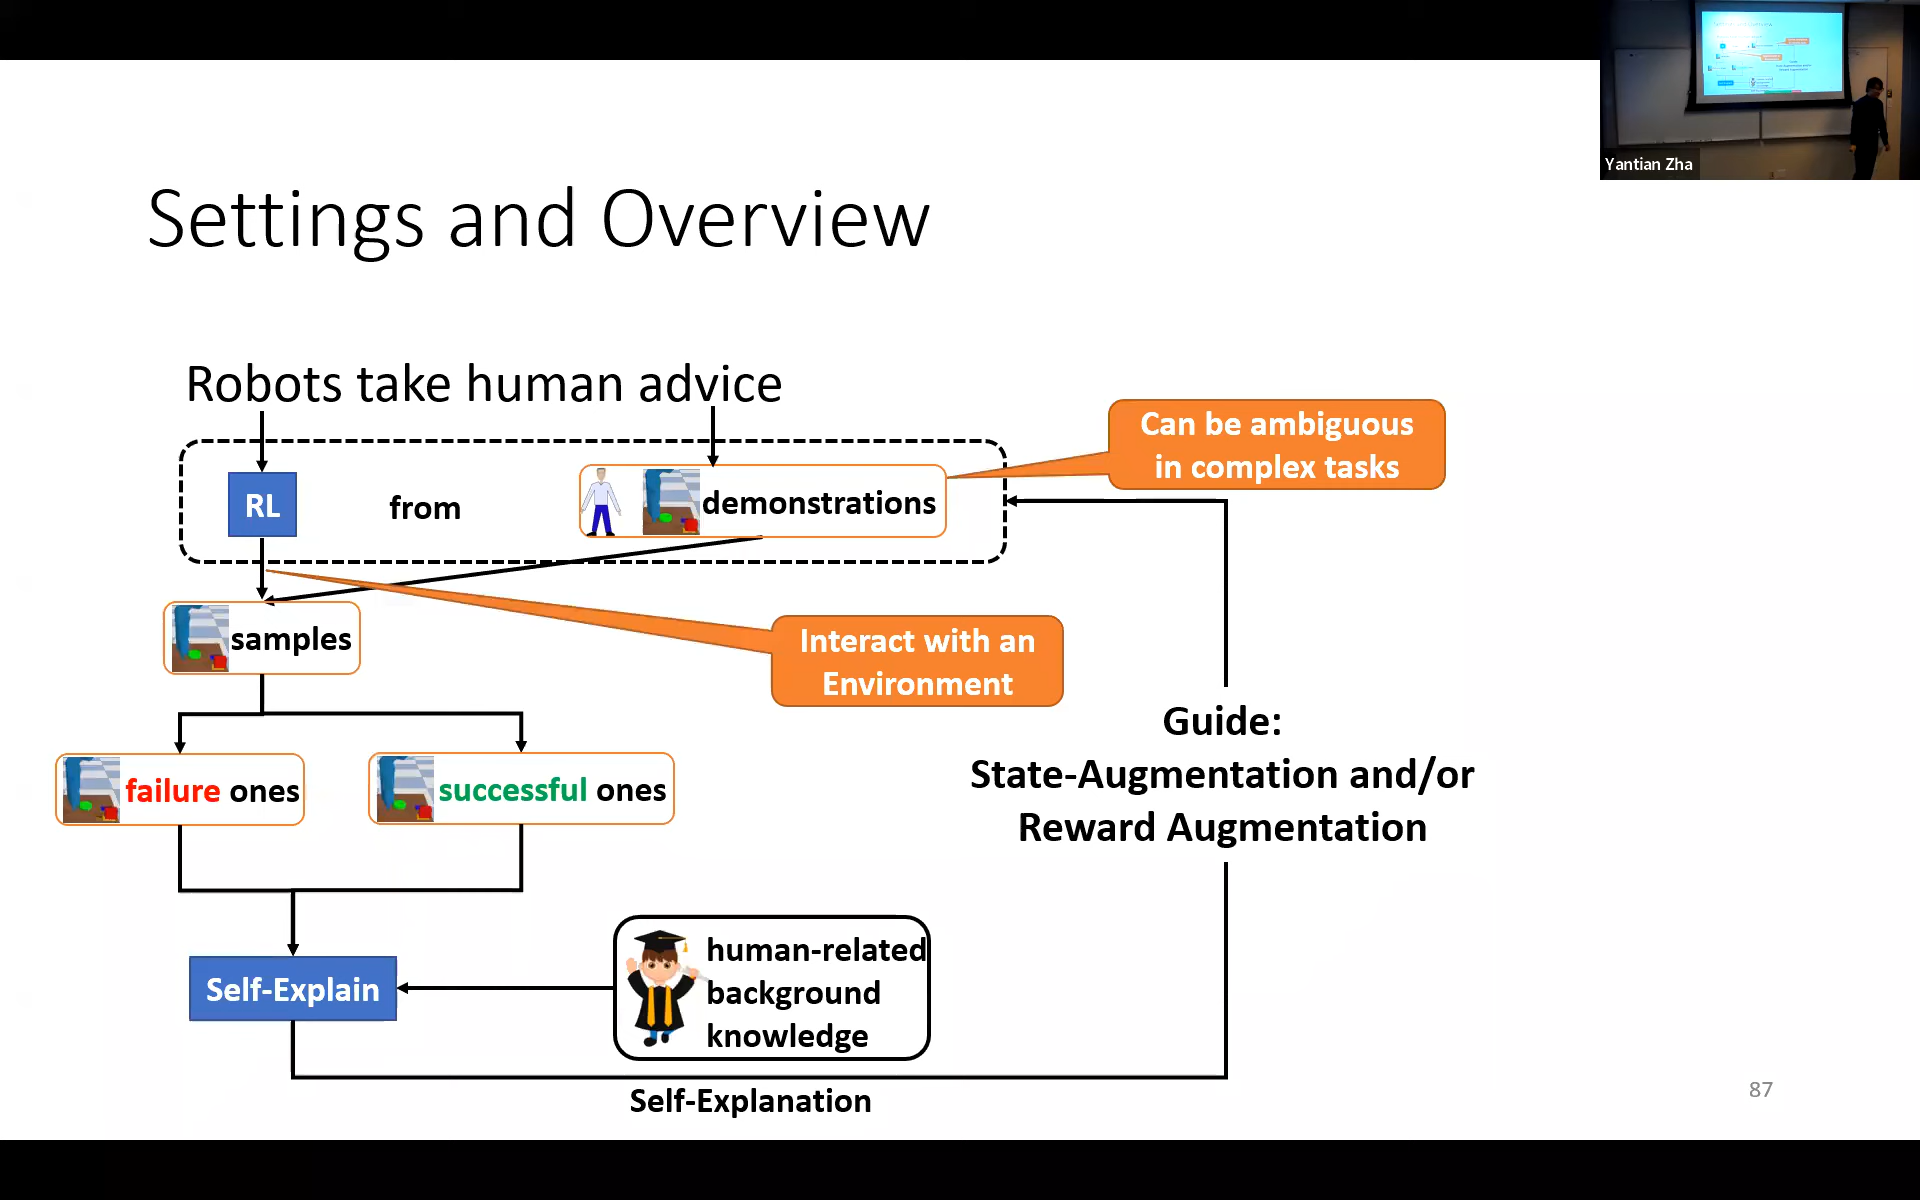 Yantian Zha
Settings and Overview
Robots take human advice
Can be ambiguous
in complex tasks
RL
from
demonstrations
samples
Interact with an
Environment
failure ones
successful ones
Guide:
State-Augmentation and/or
Reward Augmentation
Self-Explain
human-related
background
knowledge
Self-Explanation
87